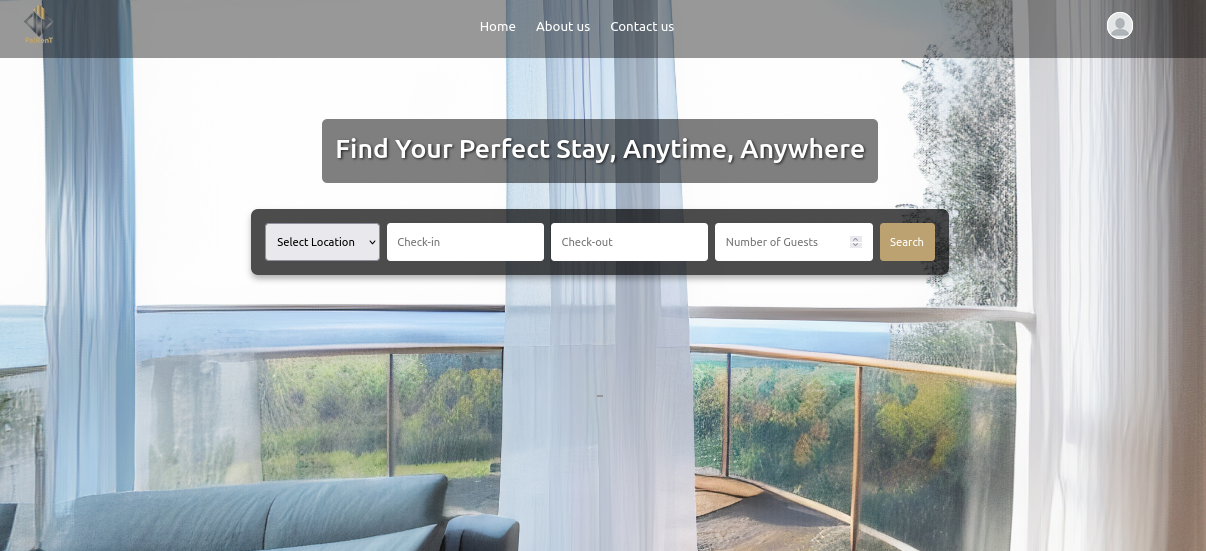 Home About us Contact us
Find Your Perfect Stay, Anytime, Anywhere
Select Location Check-in Check-out Number of Guests Search